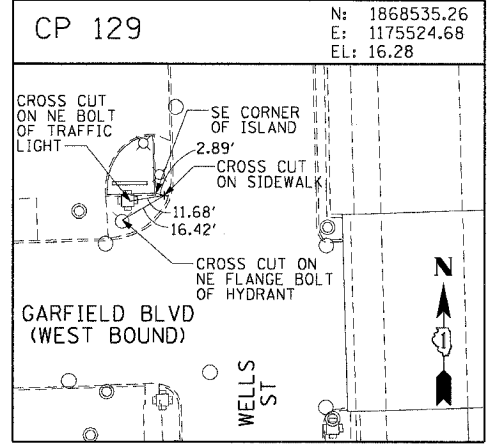 CP 129
N: 1868535.26
E: 1175524.68
EL: 16.28
CROSS CUT
ON NE BOLT
OF TRAFFIC
LIGHT
SE CORNER
OF ISLAND
2.89'
CROSS CUT
ON SIDEWALK
11.68'
16.42'
CROSS CUT ON
NE FLANGE BOLT
OF HYDRANT
N
1
GARFIELD BLVD
(WEST BOUND)
WELLS
ST